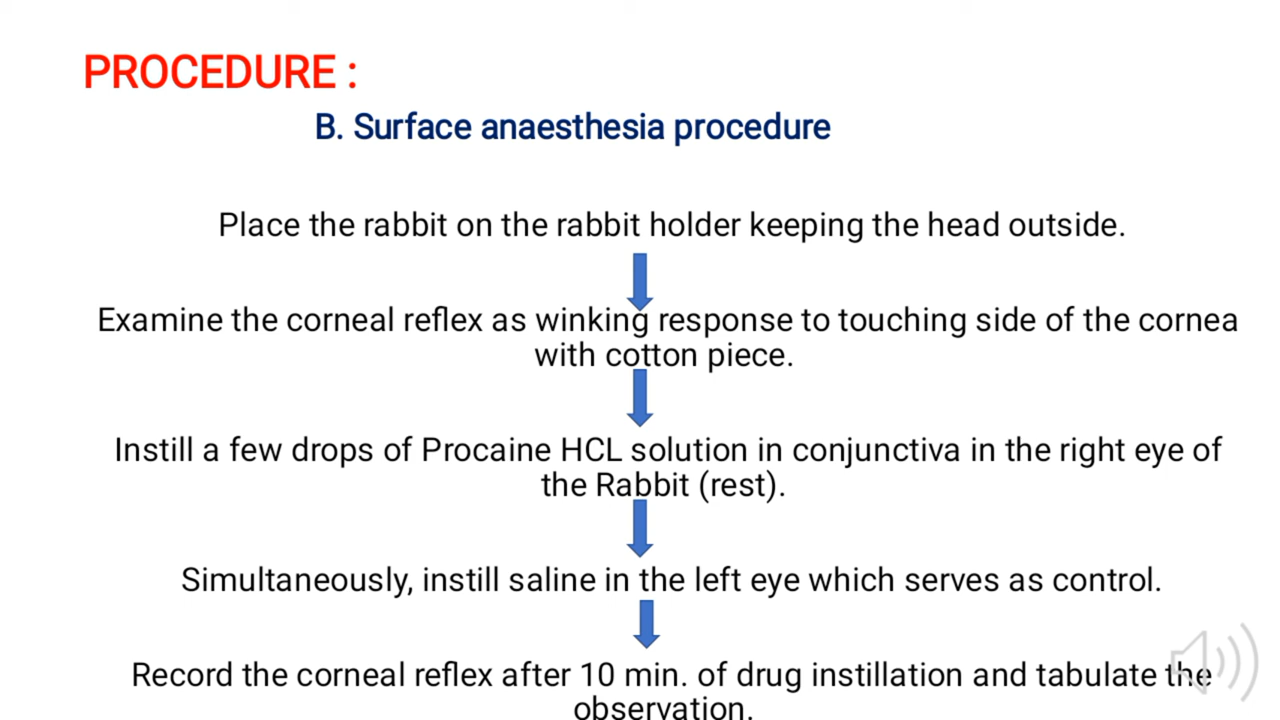 PROCEDURE :
B. Surface anaesthesia procedure
Place the rabbit on the rabbit holder keeping the head outside.
Examine the corneal reflex as winking response to touching side of the cornea
with cotton piece.
Instill a few drops of Procaine HCL solution in conjunctiva in the right eye of
the Rabbit (rest).
Simultaneously, instill saline in the left eye which serves as control.
Record the corneal reflex after 10 min. of drug instillation and tabulate the
observation.